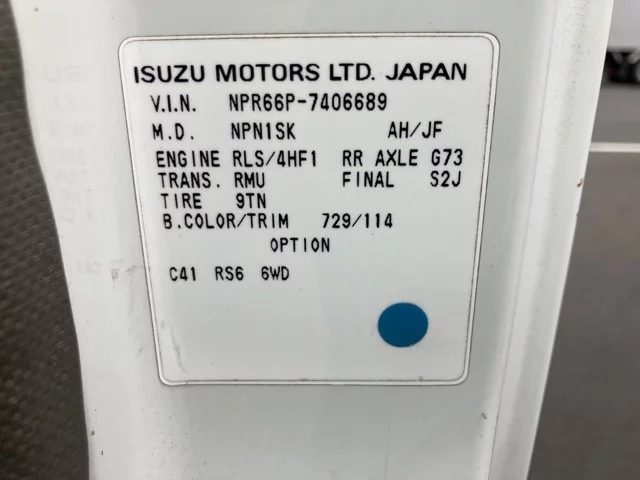 ISUZU MOTORS LTD. JAPAN
V.I.N. NPR66P-7406689
M.D. NPN1SK AH/JF
ENGINE RLS/4HF1 RR AXLE G73
TRANS. RMU FINAL S2J
TIRE 9TN
B.COLOR/TRIM 729/114
OPTION
C41 RS6 6WD